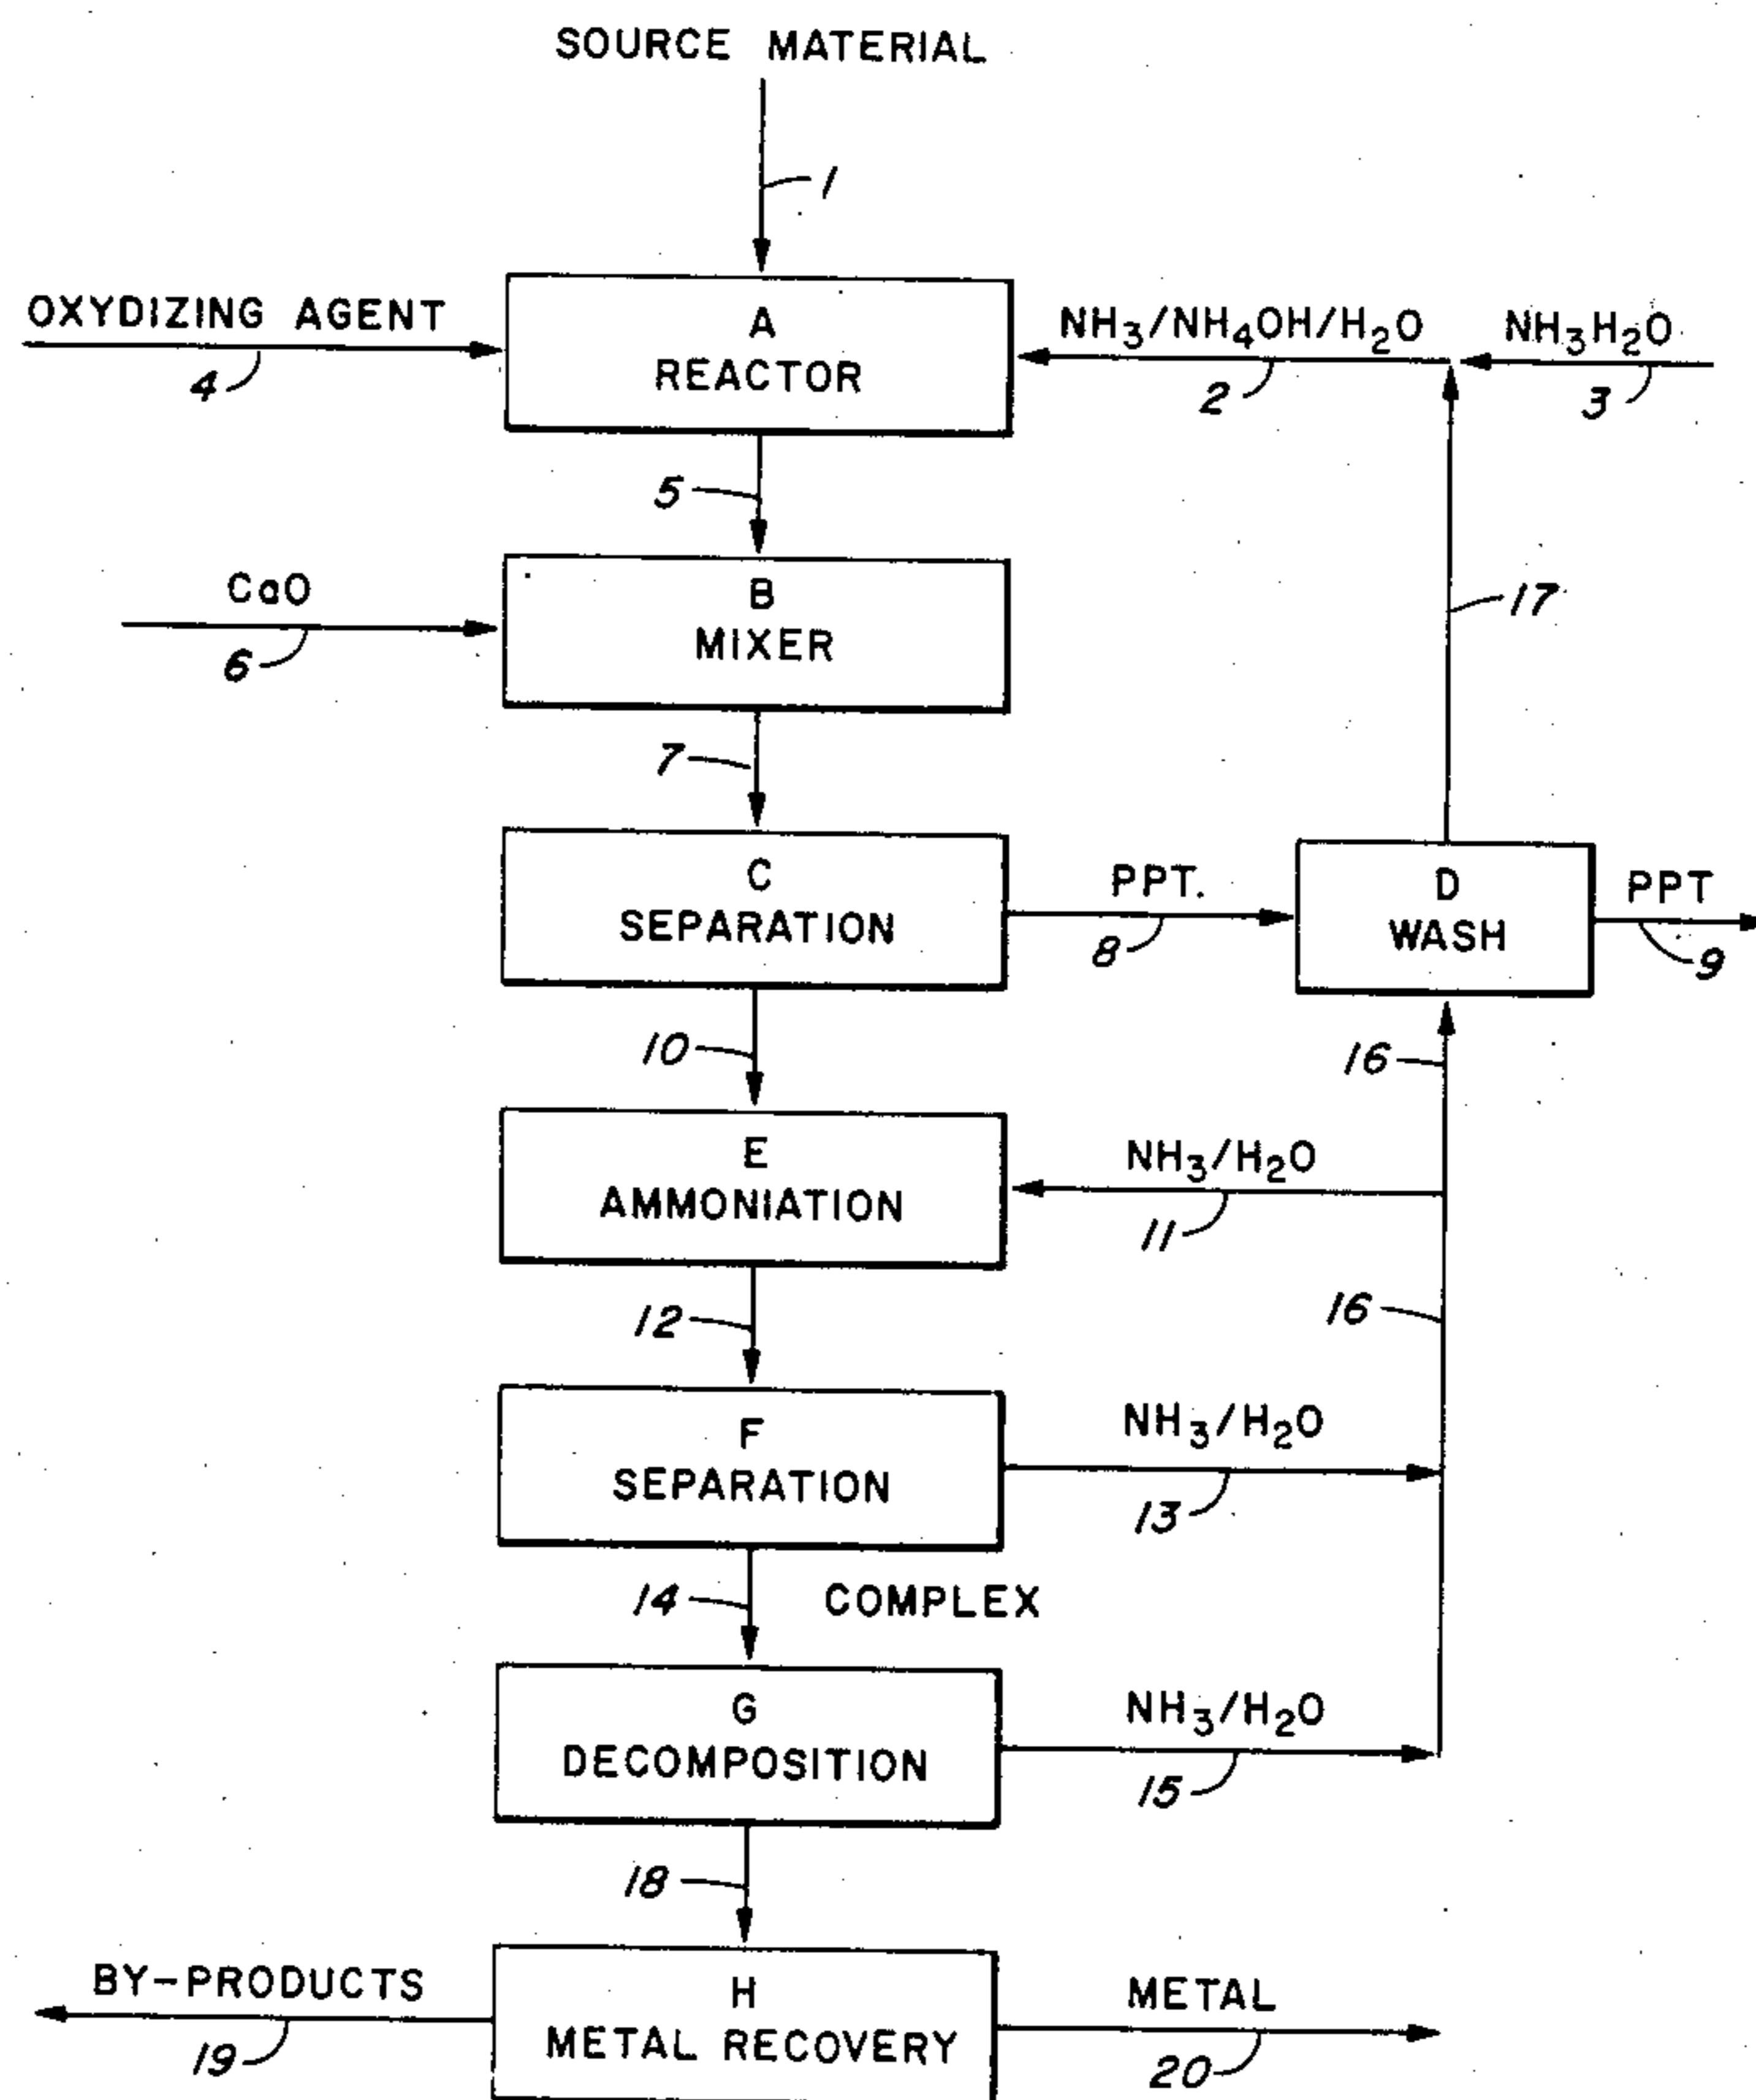 SOURCE MATERIAL
1
OXYDIZING AGENT
4
A
REACTOR
NH3/NH4OH/H2O
2
NH3H2O
3
5
CaO
6
B
MIXER
17
7
C
SEPARATION
PPT.
8
D
WASH
PPT
9
10
16
E
AMMONIATION
NH3/H2O
11
12
16
F
SEPARATION
NH3/H2O
13
14
COMPLEX
G
DECOMPOSITION
NH3/H2O
15
18
BY-PRODUCTS
19
H
METAL RECOVERY
METAL
20